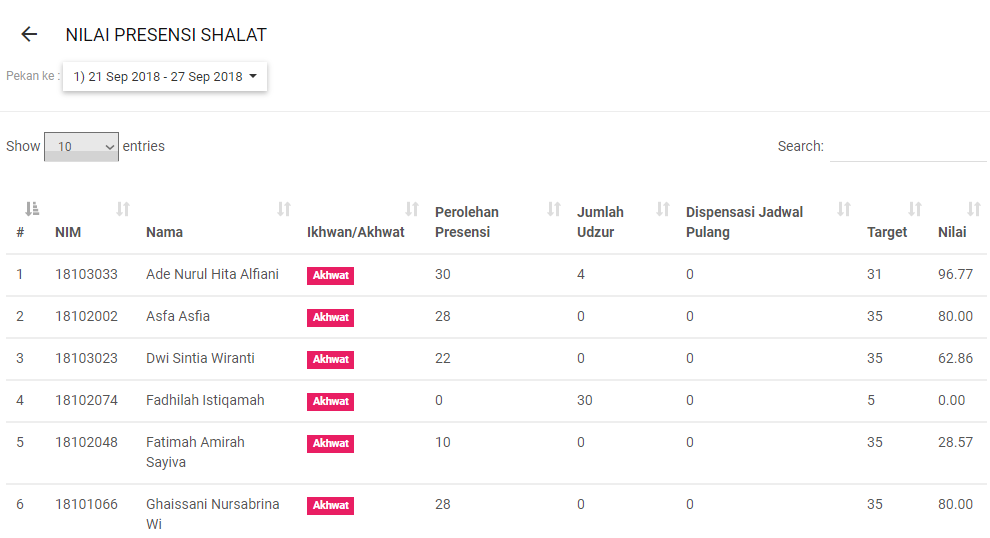 NILAI PRESENSI SHALAT
Pekan ke : 1) 21 Sep 2018 - 27 Sep 2018
Show 10 entries Search:
# NIM Nama Ikhwan/Akhwat Perolehan Presensi Jumlah Udzur Dispensasi Jadwal Pulang Target Nilai
1 18103033 Ade Nurul Hita Alfiani Akhwat 30 4 0 31 96.77
2 18102002 Asfa Asfia Akhwat 28 0 0 35 80.00
3 18103023 Dwi Sintia Wiranti Akhwat 22 0 0 35 62.86
4 18102074 Fadhilah Istiqamah Akhwat 0 30 0 5 0.00
5 18102048 Fatimah Amirah Sayiva Akhwat 10 0 0 35 28.57
6 18101066 Ghaissani Nursabrina Wi Akhwat 28 0 0 35 80.00